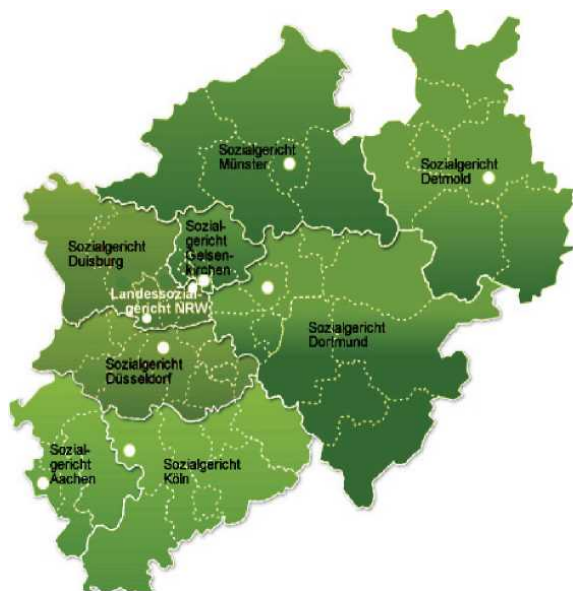 Sozialgericht
Münster
Sozialgericht
Detmold
Sozial-
gericht
Gelsen-
kirchen
Sozialgericht
Duisburg
Landessozial-
gericht NRW
Sozialgericht
Dortmund
Sozialgericht
Düsseldorf
Sozial-
gericht
Aachen
Sozialgericht
Köln